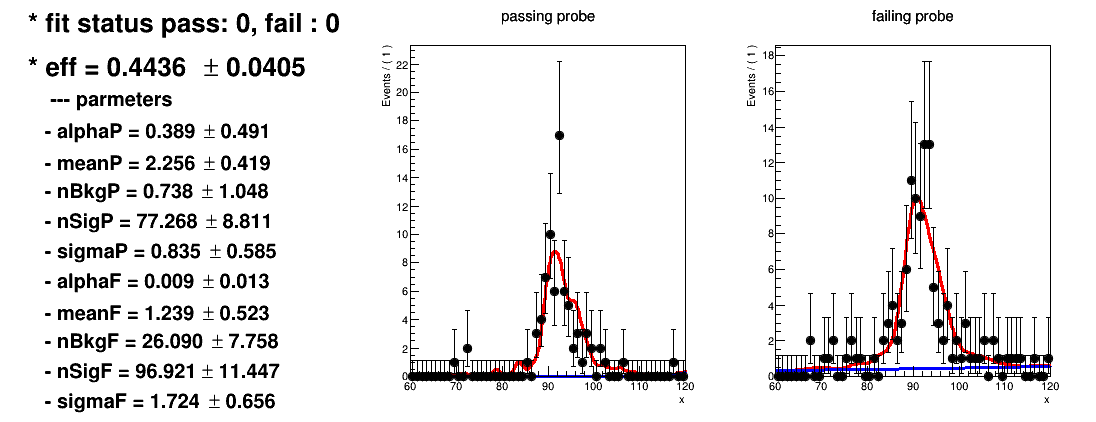 * fit status pass: 0, fail : 0
* eff = 0.4436 ± 0.0405
--- parmeters
- alphaP = 0.389 ± 0.491
- meanP = 2.256 ± 0.419
- nBkgP = 0.738 ± 1.048
- nSigP = 77.268 ± 8.811
- sigmaP = 0.835 ± 0.585
- alphaF = 0.009 ± 0.013
- meanF = 1.239 ± 0.523
- nBkgF = 26.090 ± 7.758
- nSigF = 96.921 ± 11.447
- sigmaF = 1.724 ± 0.656
passing probe
Events / ( 1 )
22
20
18
16
14
12
10
8
6
4
2
0
60 70 80 90 100 110 120
x
failing probe
Events / ( 1 )
18
16
14
12
10
8
6
4
2
0
60 70 80 90 100 110 120
x